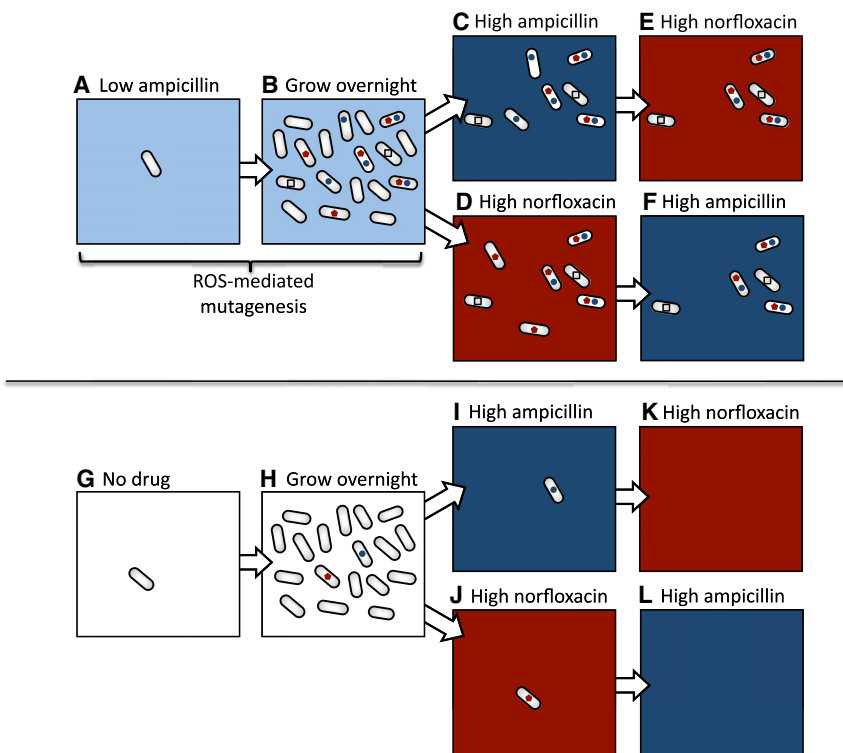 C High ampicillin
E High norfloxacin
A Low ampicillin
B Grow overnight
D High norfloxacin
F High ampicillin
ROS-mediated
mutagenesis
I High ampicillin
K High norfloxacin
G No drug
H Grow overnight
J High norfloxacin
L High ampicillin